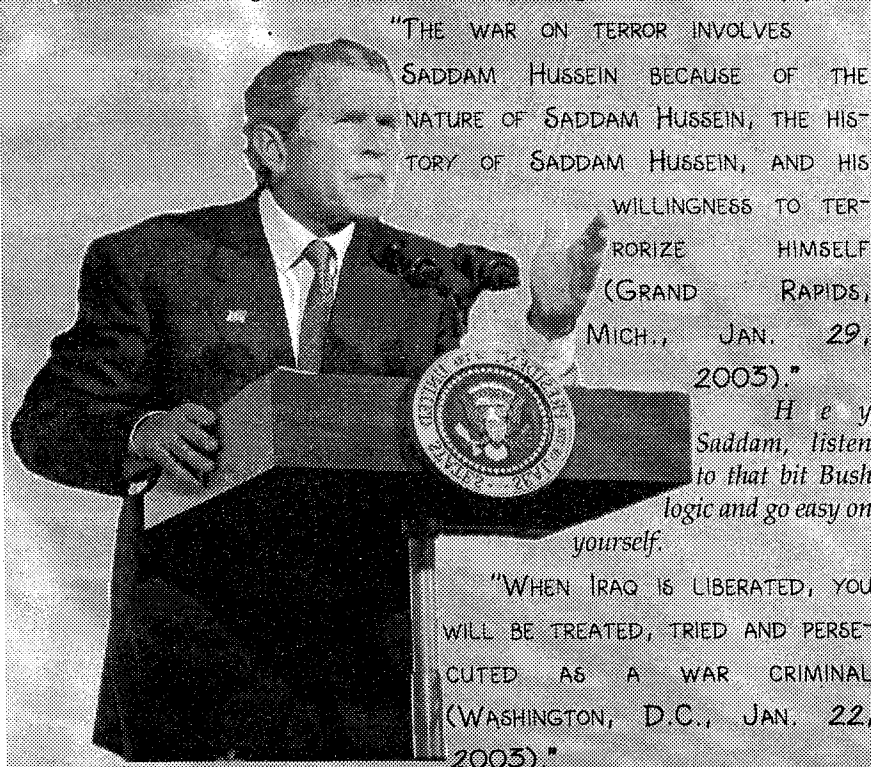 "THE WAR ON TERROR INVOLVES
SADDAM HUSSEIN BECAUSE OF THE
NATURE OF SADDAM HUSSEIN, THE HIS-
TORY OF SADDAM HUSSEIN, AND HIS
WILLINGNESS TO TER-
RORIZE HIMSELF
(GRAND RAPIDS,
MICH., JAN. 29,
2003)."
Hey
Saddam, listen
to that bit Bush
logic and go easy on
yourself.
"WHEN IRAQ IS LIBERATED, YOU
WILL BE TREATED, TRIED AND PERSE-
CUTED AS A WAR CRIMINAL
(WASHINGTON, D.C., JAN. 22,
2003)."